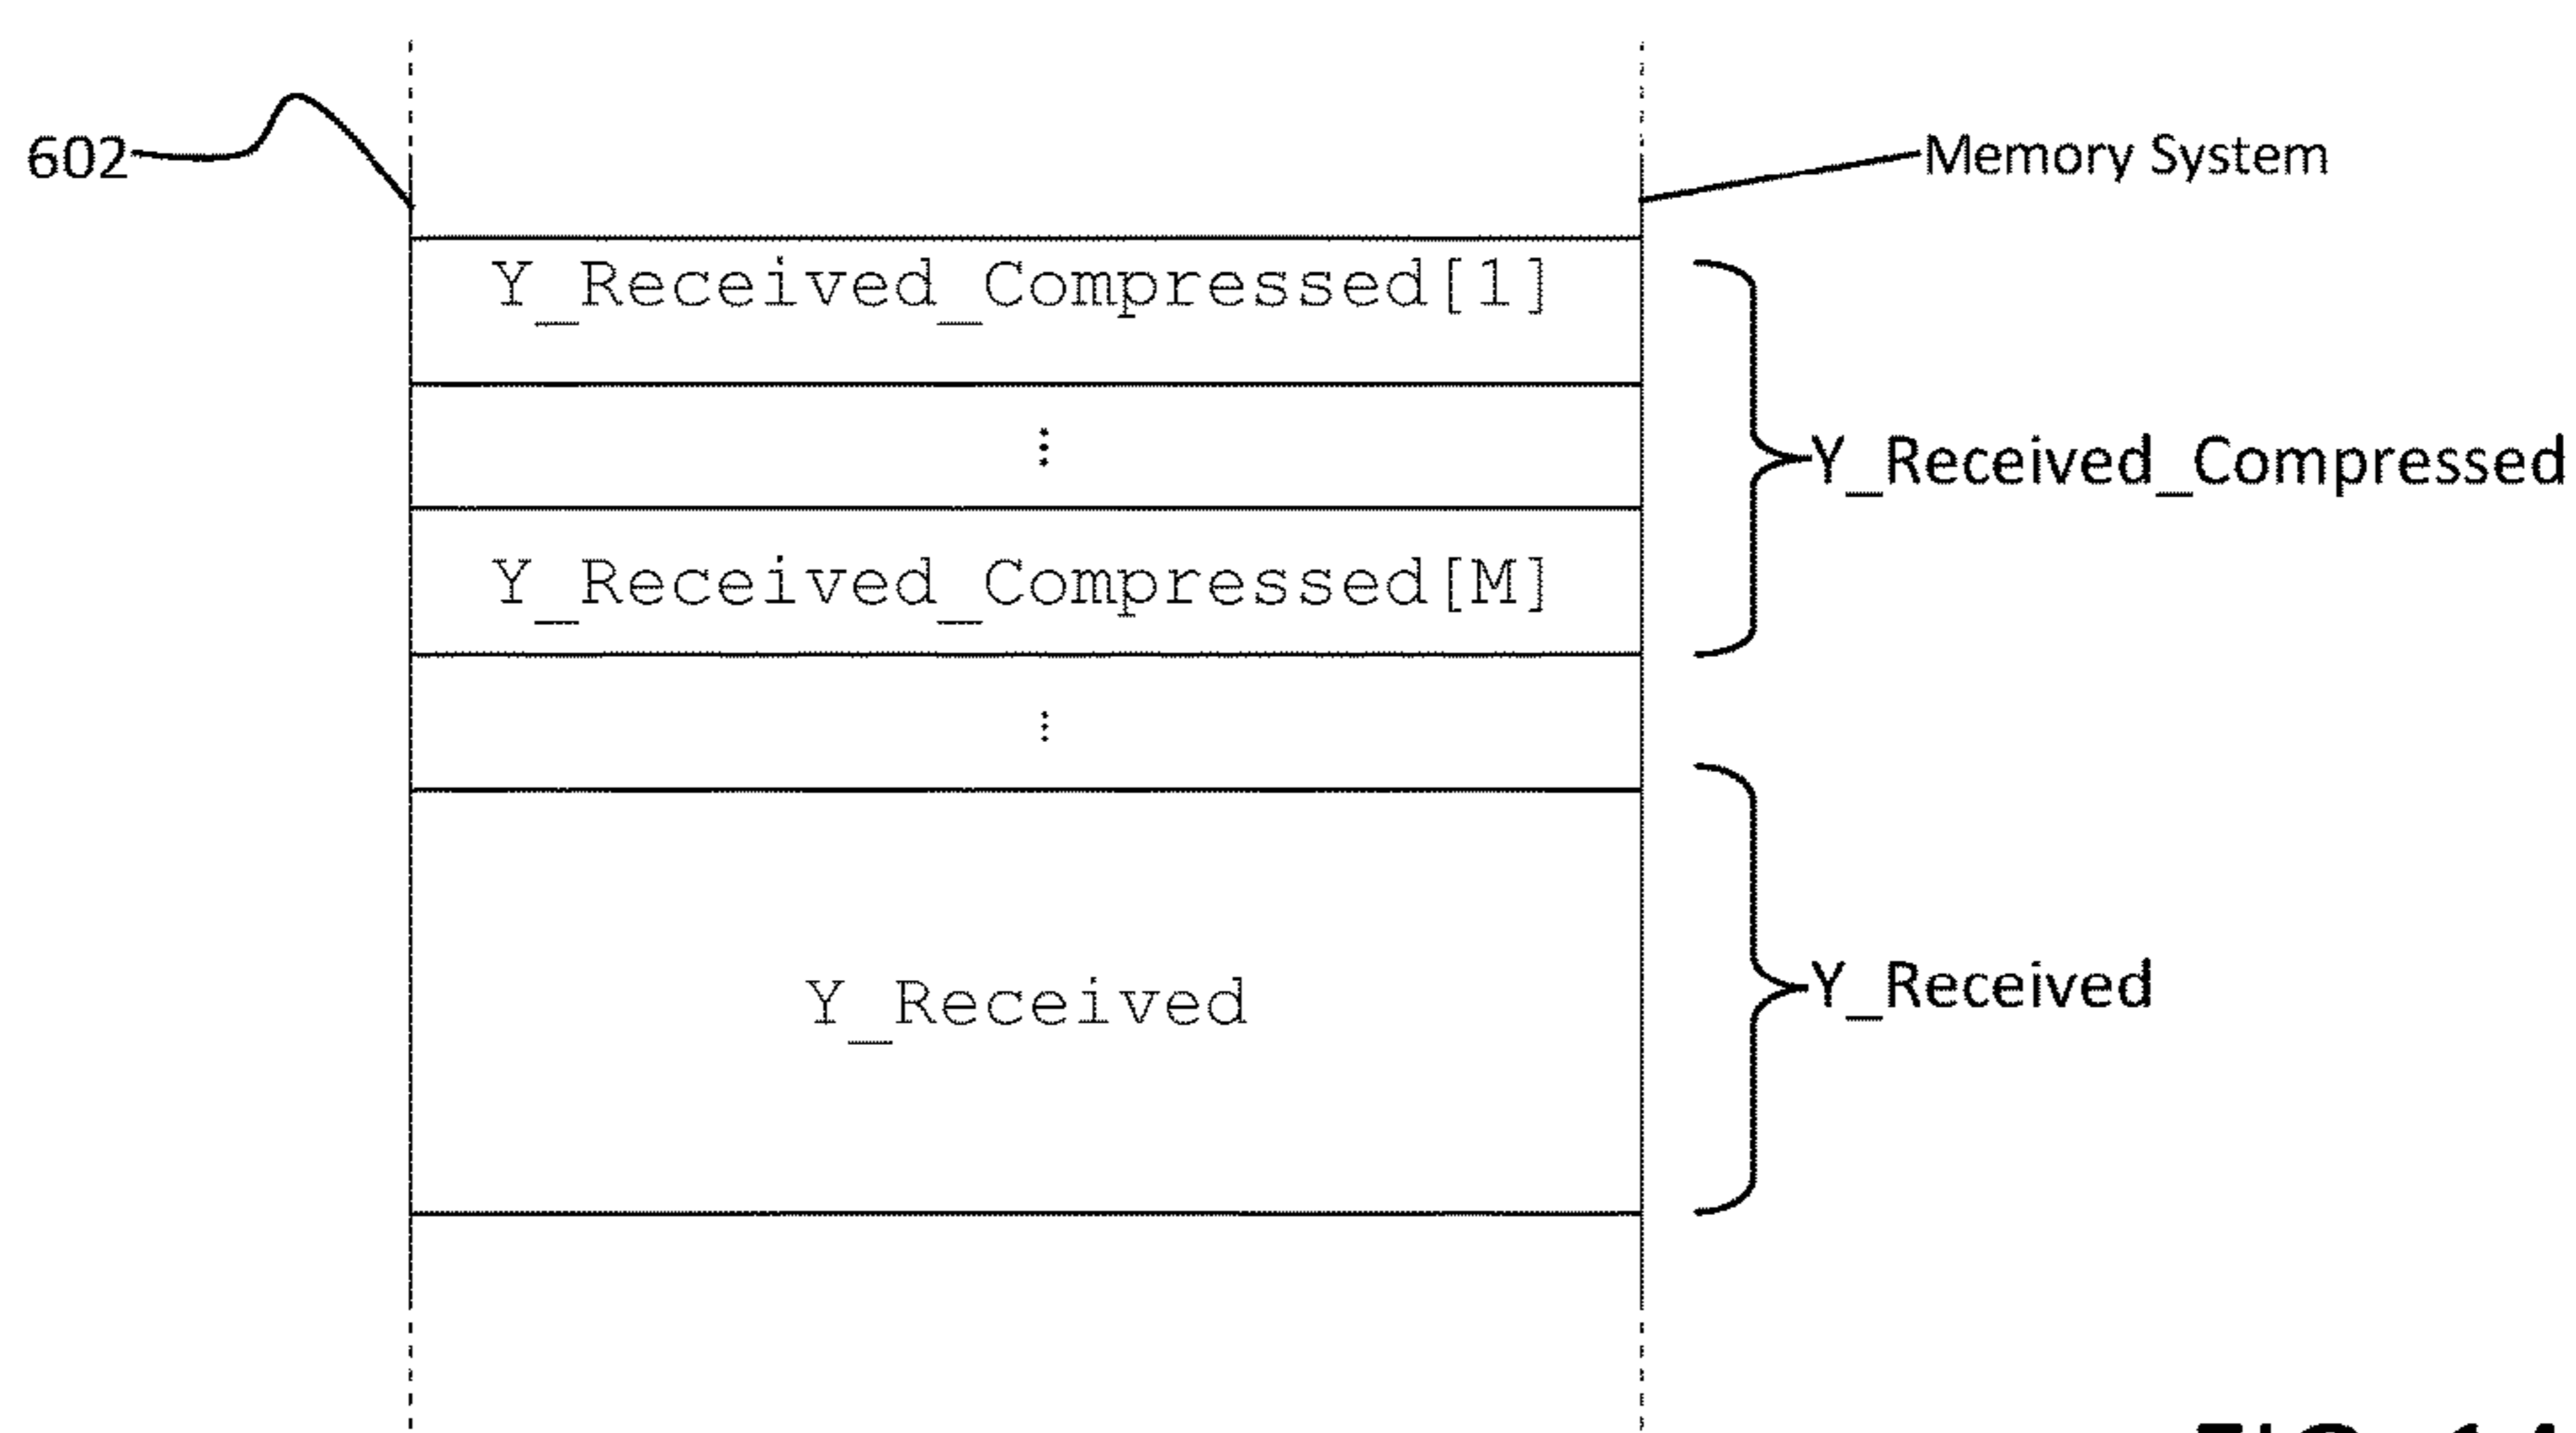 602
Memory System
Y_Received_Compressed[1]
⋮
Y_Received_Compressed
Y_Received_Compressed[M]
⋮
Y_Received
Y_Received